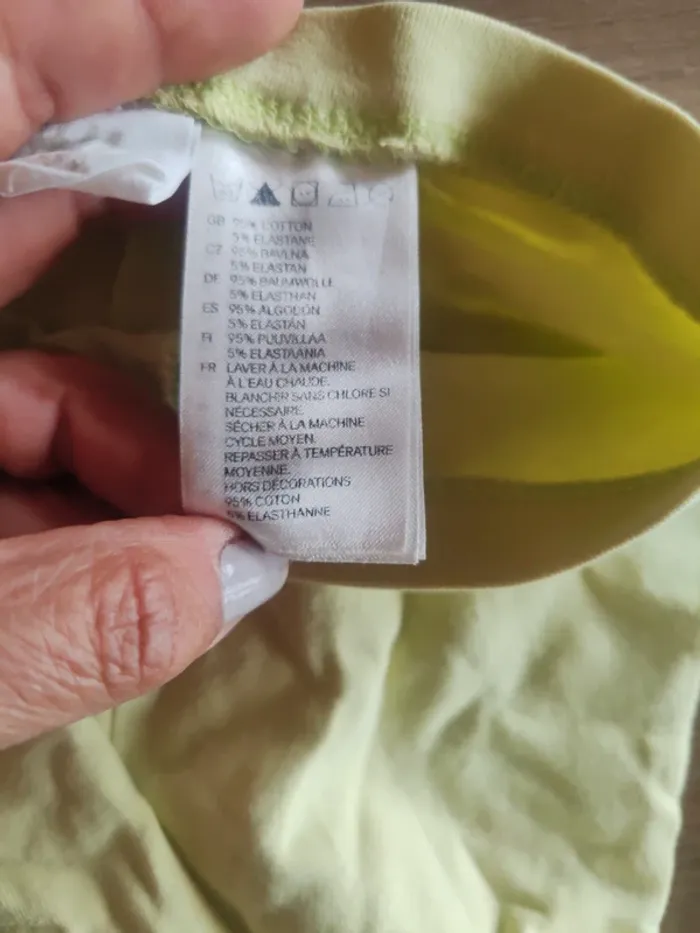 GB 95% COTTON
5% ELASTANE
CZ 95% BAVLNA
5% ELASTAN
DE 95% BAUMWOLLE
5% ELASTHAN
ES 95% ALGODÓN
5% ELASTÁN
FI 95% PUUVILLAA
5% ELASTAANIA
FR LAVER À LA MACHINE
À L'EAU CHAUDE.
BLANCHIR SANS CHLORE SI
NÉCESSAIRE.
SÉCHER À LA MACHINE
CYCLE MOYEN.
REPASSER À TEMPÉRATURE
MOYENNE.
HORS DÉCORATIONS
95% COTON
5% ELASTHANNE